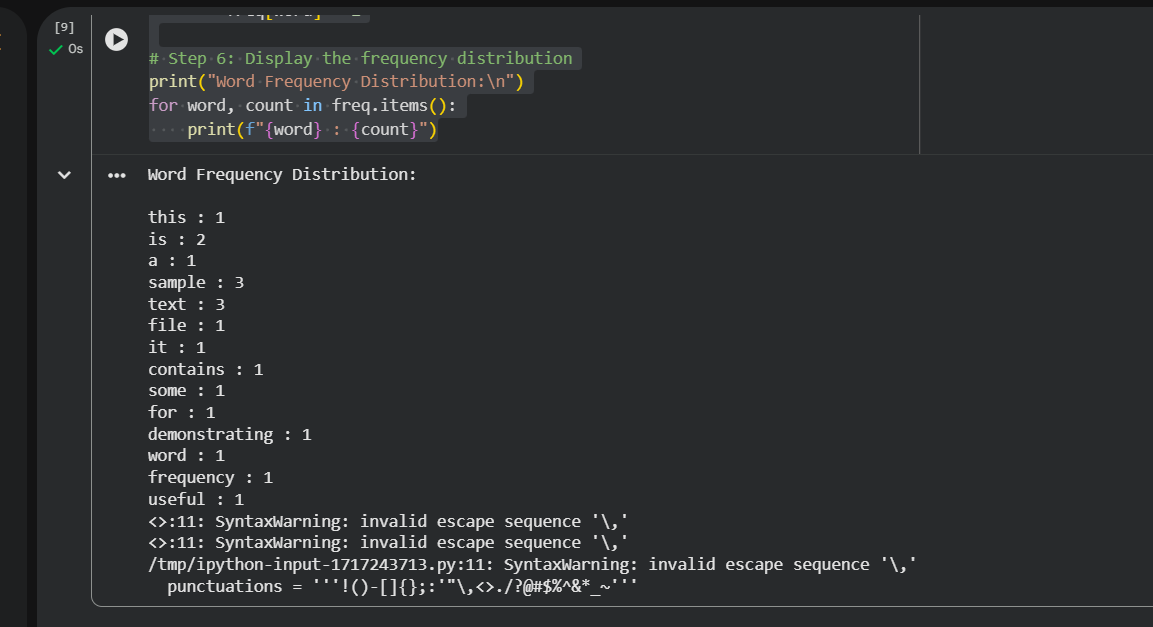 [9]
0s
# Step 6: Display the frequency distribution
print("Word Frequency Distribution:\n")
for word, count in freq.items():
    print(f"{word} : {count}")
Word Frequency Distribution:
this : 1
is : 2
a : 1
sample : 3
text : 3
file : 1
it : 1
contains : 1
some : 1
for : 1
demonstrating : 1
word : 1
frequency : 1
useful : 1
<>:11: SyntaxWarning: invalid escape sequence '\,'
<>:11: SyntaxWarning: invalid escape sequence '\,'
/tmp/ipython-input-1717243713.py:11: SyntaxWarning: invalid escape sequence '\,'
  punctuations = '''!()-[]{};:'"\,<>./?@#$%^&*_~'''